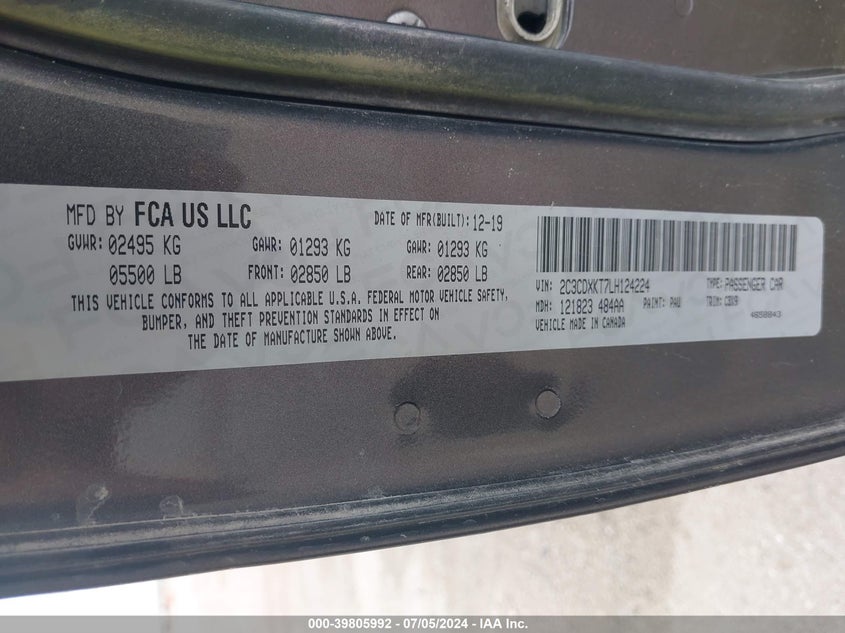 MFD BY FCA US LLC
DATE OF MFR(BUILT): 12-19
GVWR: 02495 KG GAWR: 01293 KG GAWR: 01293 KG
05500 LB FRONT: 02850 LB REAR: 02850 LB
THIS VEHICLE CONFORMS TO ALL APPLICABLE U.S.A. FEDERAL MOTOR VEHICLE SAFETY,
BUMPER, AND THEFT PREVENTION STANDARDS IN EFFECT ON
THE DATE OF MANUFACTURE SHOWN ABOVE.
VIN: 2C3CDXKT7LH124224 TYPE: PASSENGER CAR
MDH: 121823 484AA PAINT: PAU TRIM: CBX9
VEHICLE MADE IN CANADA 4650843
000-39805992 - 07/05/2024 - IAA Inc.